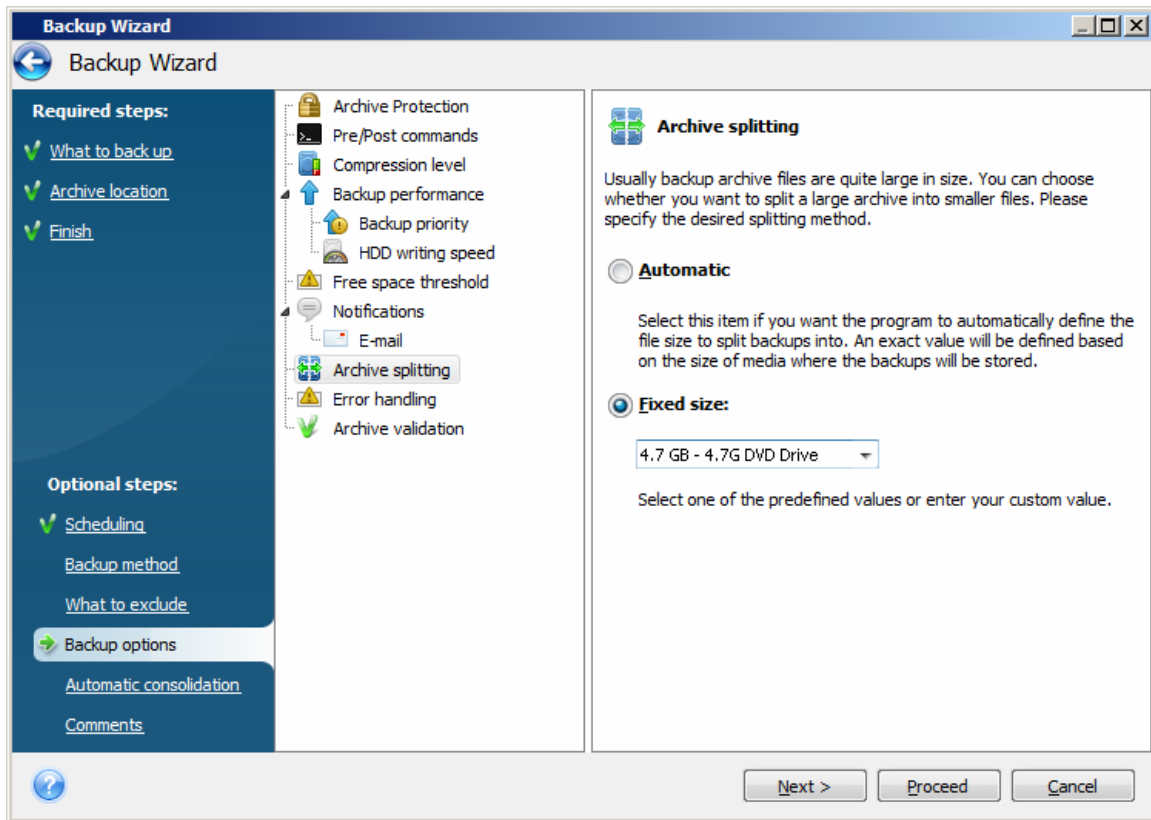 Backup Wizard
Backup Wizard
Required steps:
What to back up
Archive location
Finish
Optional steps:
Scheduling
Backup method
What to exclude
Backup options
Automatic consolidation
Comments
Archive Protection
Pre/Post commands
Compression level
Backup performance
Backup priority
HDD writing speed
Free space threshold
Notifications
E-mail
Archive splitting
Error handling
Archive validation
Archive splitting
Usually backup archive files are quite large in size. You can choose
whether you want to split a large archive into smaller files. Please
specify the desired splitting method.
Automatic
Select this item if you want the program to automatically define the
file size to split backups into. An exact value will be defined based
on the size of media where the backups will be stored.
Fixed size:
4.7 GB - 4.7G DVD Drive
Select one of the predefined values or enter your custom value.
Next >
Proceed
Cancel